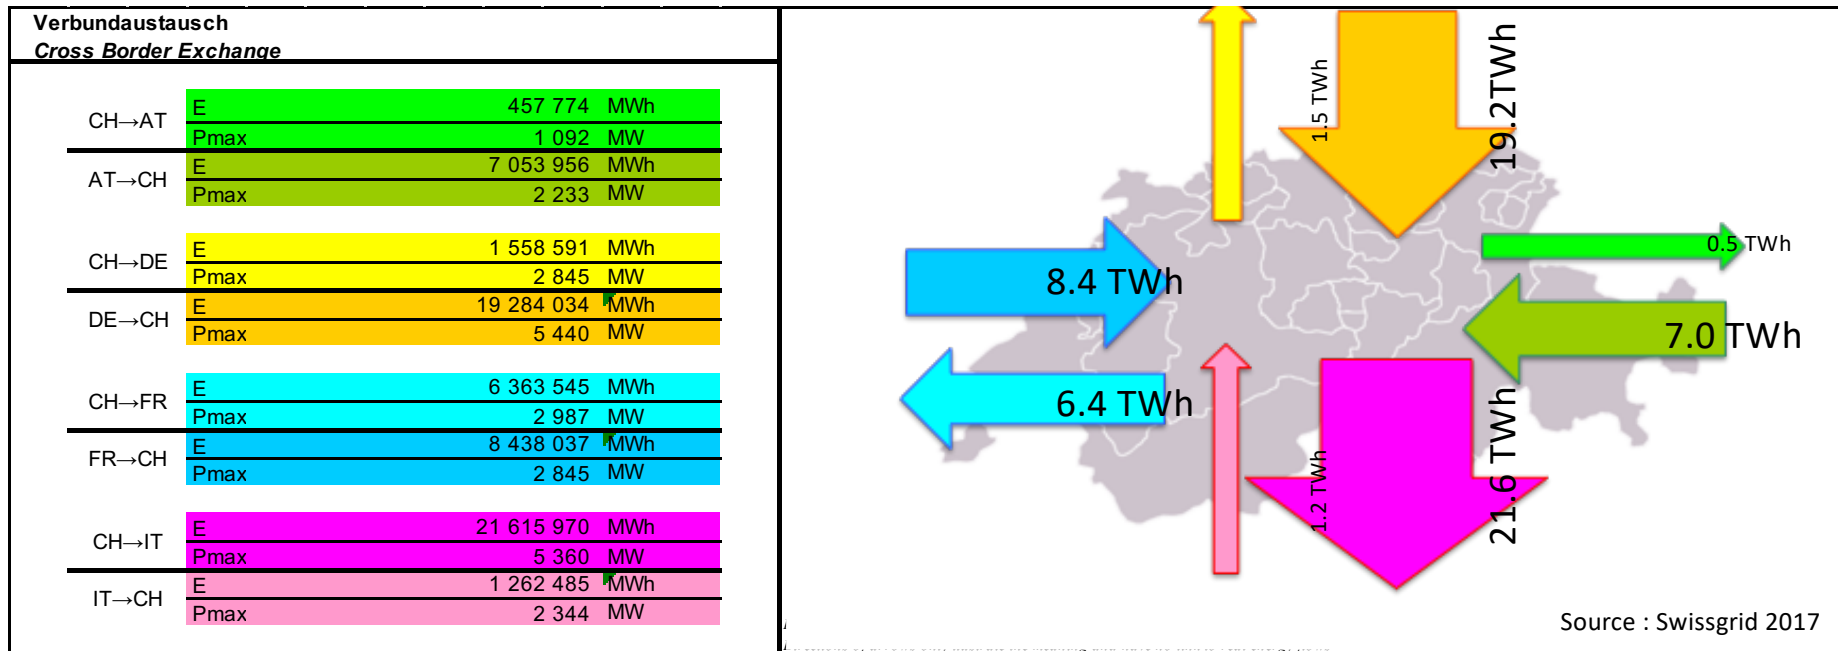 Verbundaustausch
Cross Border Exchange
CH→AT
E 457 774 MWh
Pmax 1 092 MW
AT→CH
E 7 053 956 MWh
Pmax 2 233 MW
CH→DE
E 1 558 591 MWh
Pmax 2 845 MW
DE→CH
E 19 284 034 MWh
Pmax 5 440 MW
CH→FR
E 6 363 545 MWh
Pmax 2 987 MW
FR→CH
E 8 438 037 MWh
Pmax 2 845 MW
CH→IT
E 21 615 970 MWh
Pmax 5 360 MW
IT→CH
E 1 262 485 MWh
Pmax 2 344 MW
1.5 TWh
19.2TWh
0.5 TWh
8.4 TWh
7.0 TWh
6.4 TWh
1.2 TWh
21.6 TWh
Source : Swissgrid 2017